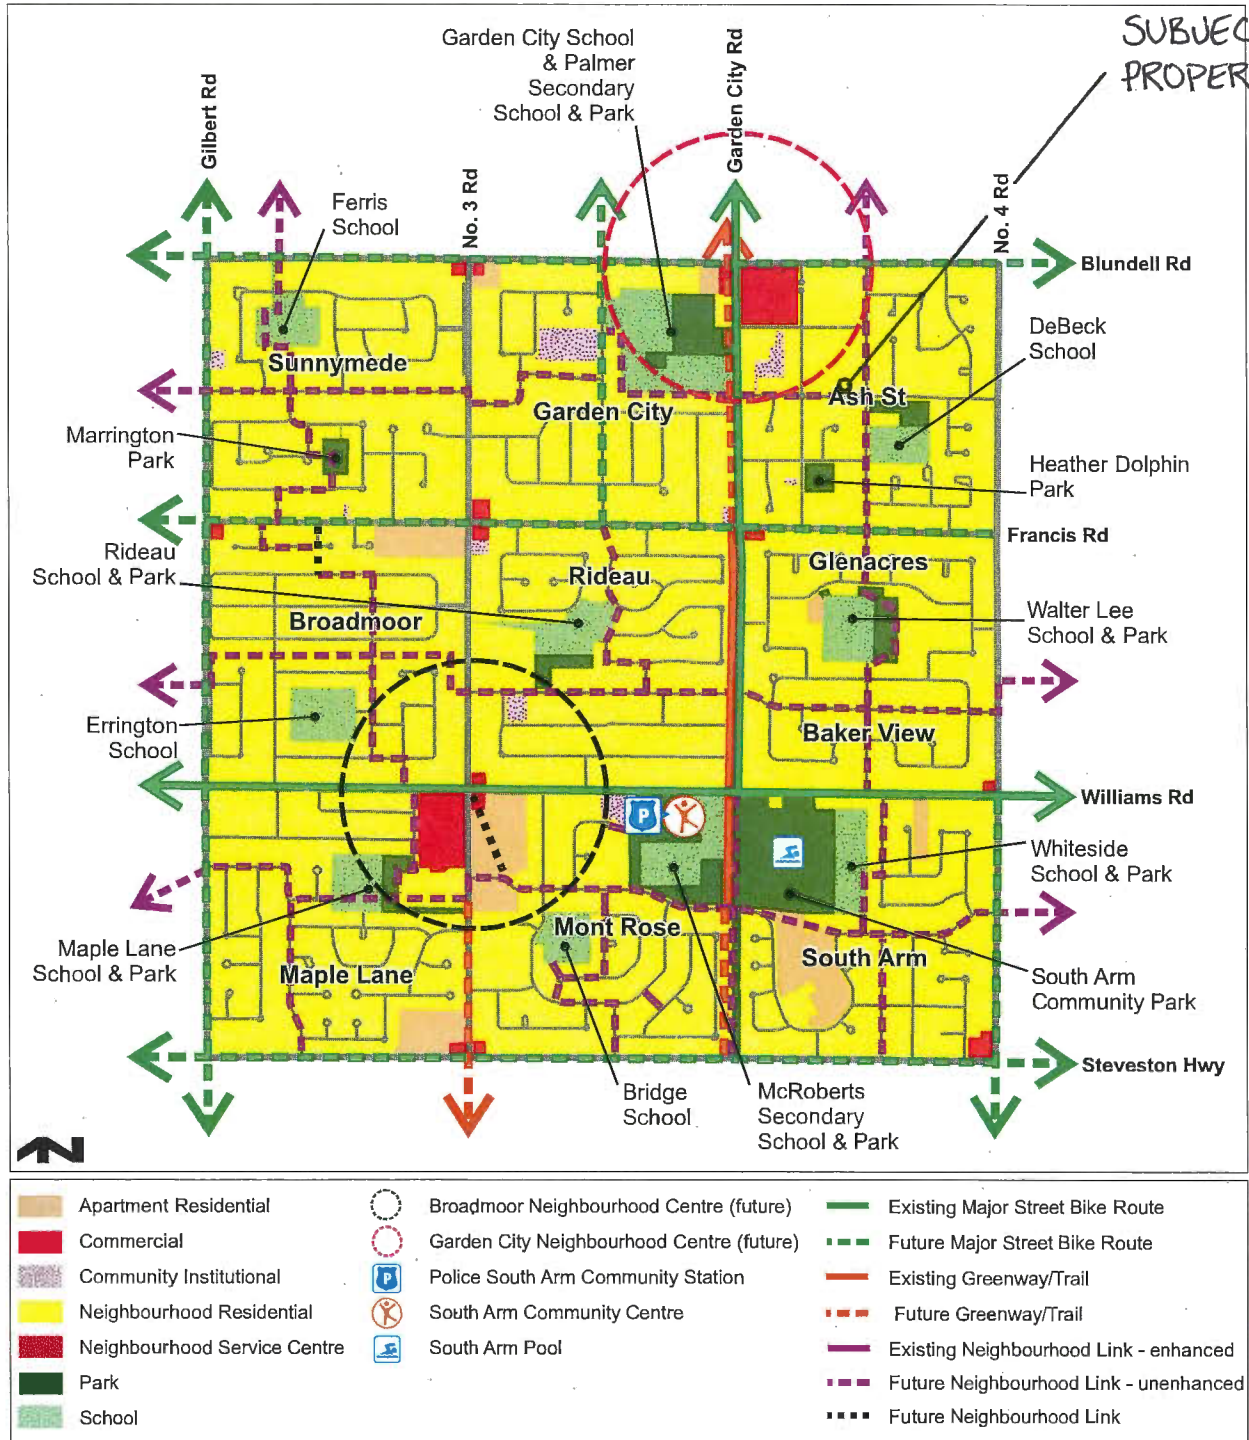 SUBJEC
PROPER
Garden City School
& Palmer
Secondary
School & Park
Garden City Rd
Gilbert Rd
No. 3 Rd
No. 4 Rd
Ferris
School
Blundell Rd
DeBeck
School
Sunnymede
Ash St
Garden City
Marrington
Park
Heather Dolphin
Park
Francis Rd
Rideau
School & Park
Rideau
Glenacres
Broadmoor
Walter Lee
School & Park
Errington
School
Baker View
Williams Rd
P
Whiteside
School & Park
Mont Rose
Maple Lane
School & Park
Maple Lane
South Arm
South Arm
Community Park
Steveston Hwy
Bridge
School
McRoberts
Secondary
School & Park
N
Apartment Residential
Commercial
Community Institutional
Neighbourhood Residential
Neighbourhood Service Centre
Park
School
Broadmoor Neighbourhood Centre (future)
Garden City Neighbourhood Centre (future)
P
Police South Arm Community Station
South Arm Community Centre
South Arm Pool
Existing Major Street Bike Route
Future Major Street Bike Route
Existing Greenway/Trail
Future Greenway/Trail
Existing Neighbourhood Link - enhanced
Future Neighbourhood Link - unenhanced
Future Neighbourhood Link